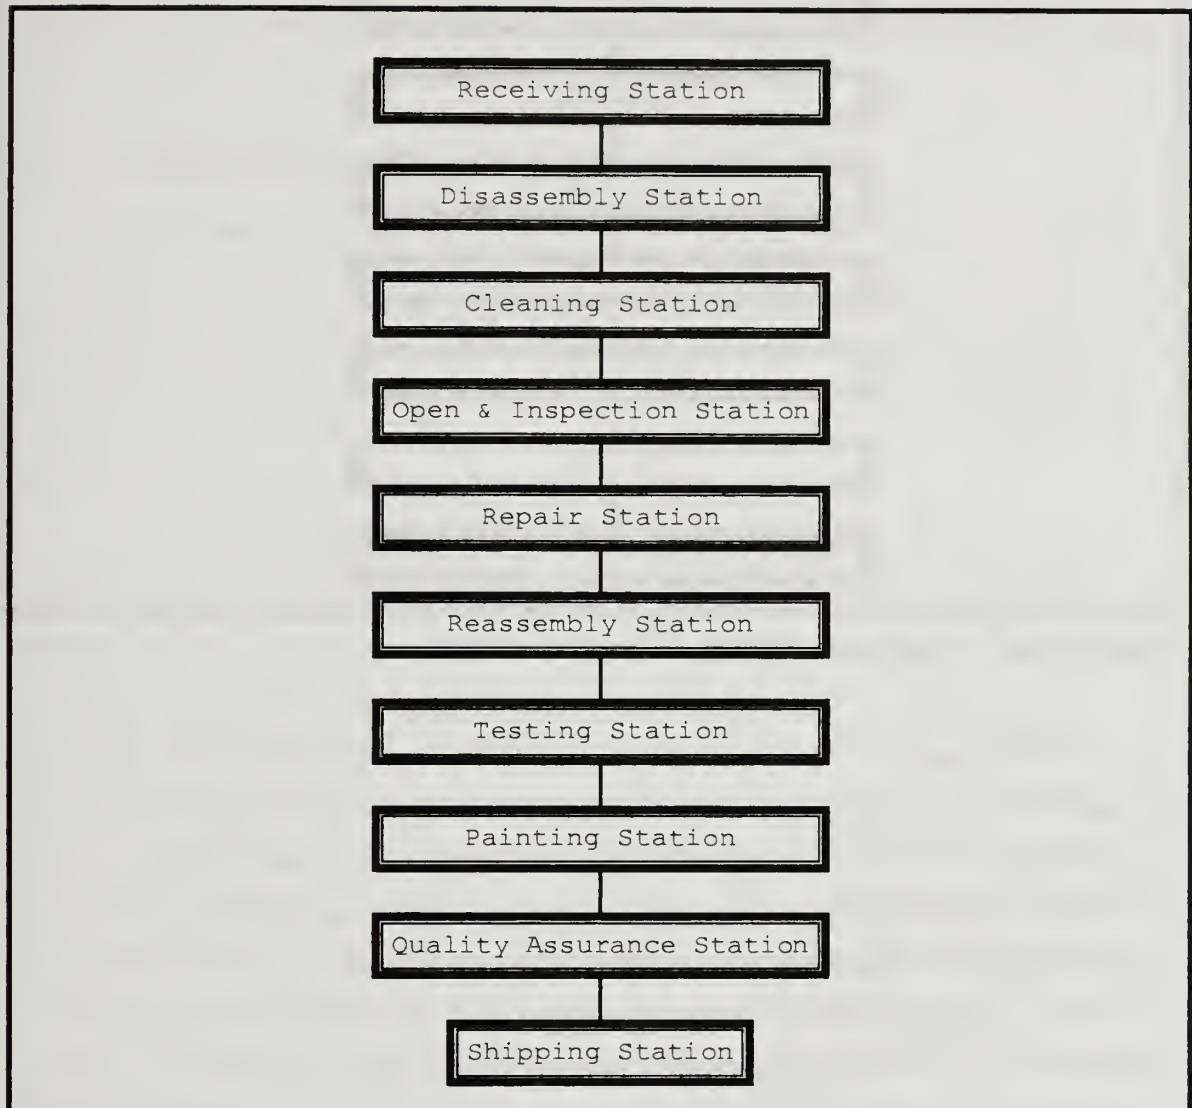 Receiving Station
Disassembly Station
Cleaning Station
Open & Inspection Station
Repair Station
Reassembly Station
Testing Station
Painting Station
Quality Assurance Station
Shipping Station